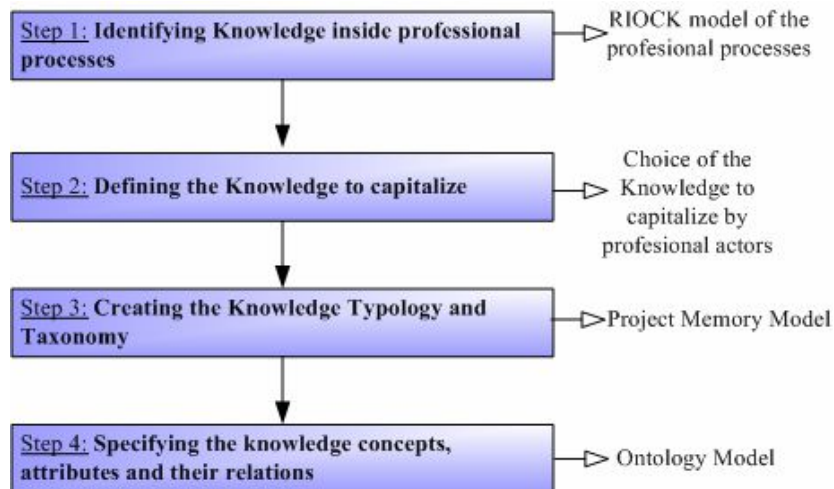 Step 1: Identifying Knowledge inside professional
processes
RIOCK model of the
profesional processes
Step 2: Defining the Knowledge to capitalize
Choice of the
Knowledge to
capitalize by
profesional actors
Step 3: Creating the Knowledge Typology and
Taxonomy
Project Memory Model
Step 4: Specifying the knowledge concepts,
attributes and their relations
Ontology Model